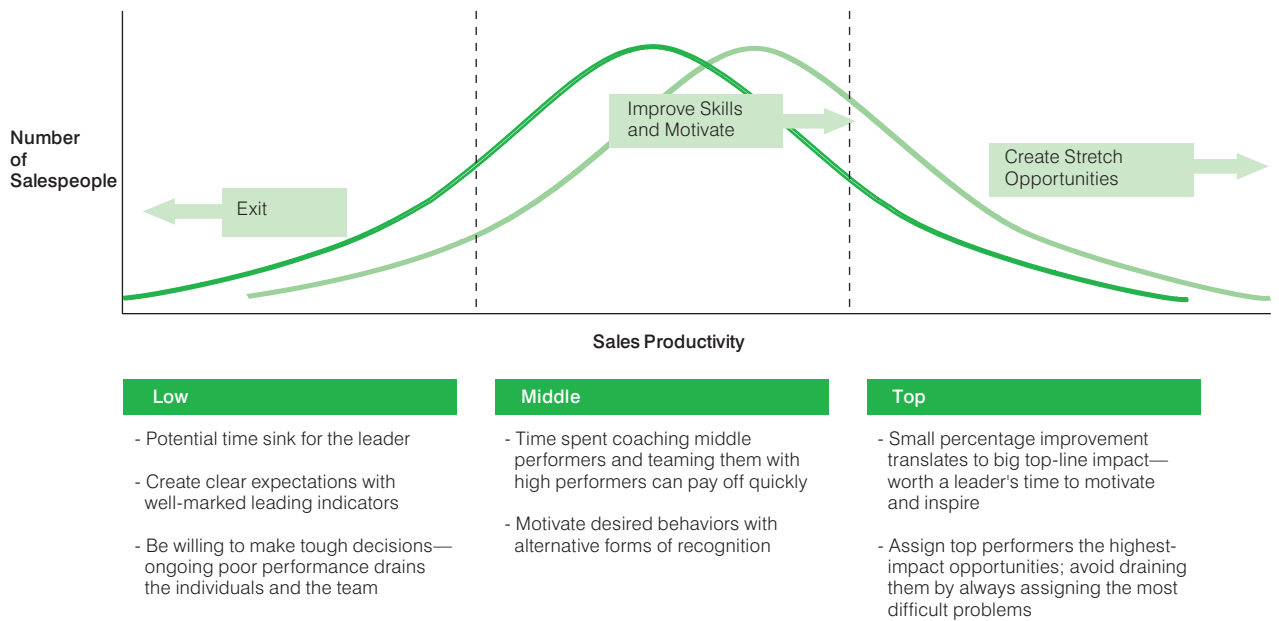 Number
of
Salespeople
Exit
Improve Skills
and Motivate
Create Stretch
Opportunities
Sales Productivity
Low
- Potential time sink for the leader
- Create clear expectations with
well-marked leading indicators
- Be willing to make tough decisions—
ongoing poor performance drains
the individuals and the team
Middle
- Time spent coaching middle
performers and teaming them with
high performers can pay off quickly
- Motivate desired behaviors with
alternative forms of recognition
Top
- Small percentage improvement
translates to big top-line impact—
worth a leader's time to motivate
and inspire
- Assign top performers the highest-
impact opportunities; avoid draining
them by always assigning the most
difficult problems